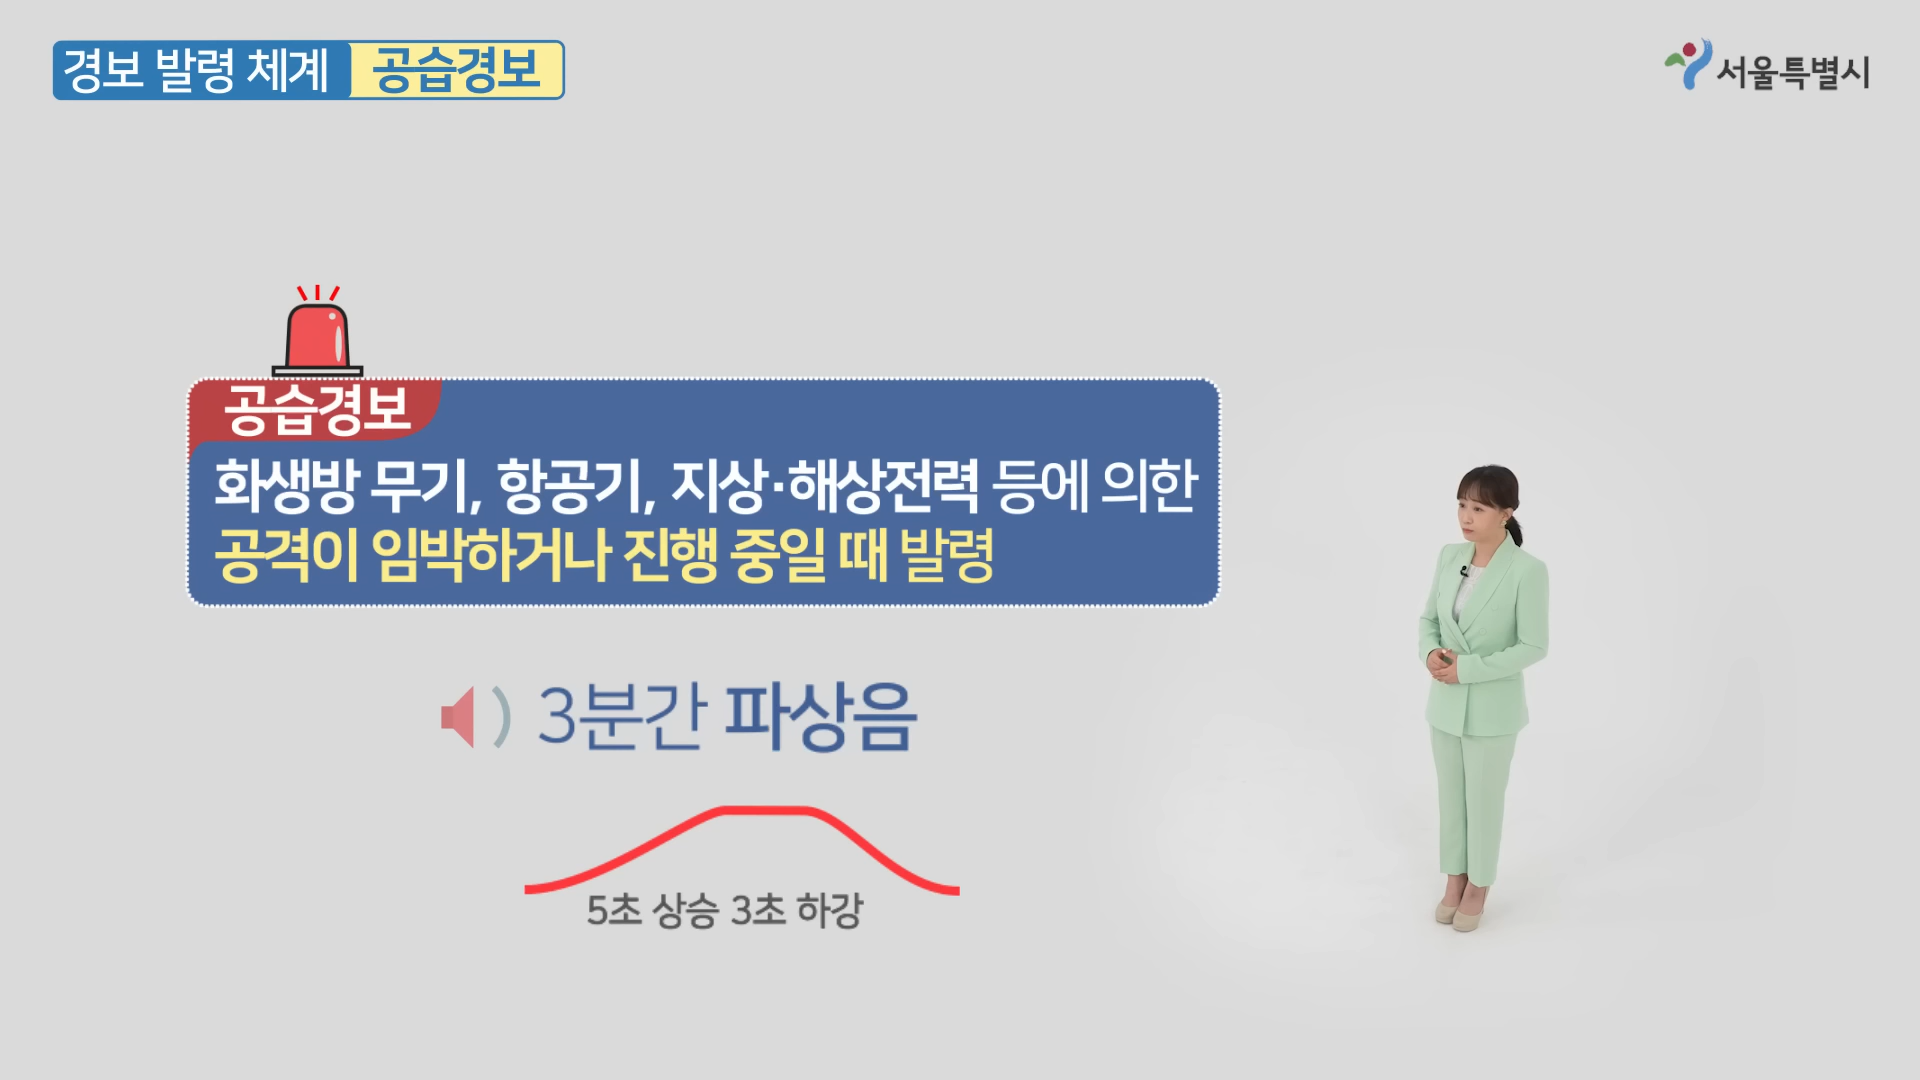 경보 발령 체계 공습경보
서울특별시
공습경보
화생방 무기, 항공기, 지상·해상전력 등에 의한
공격이 임박하거나 진행 중일 때 발령
3분간 파상음
5초 상승 3초 하강